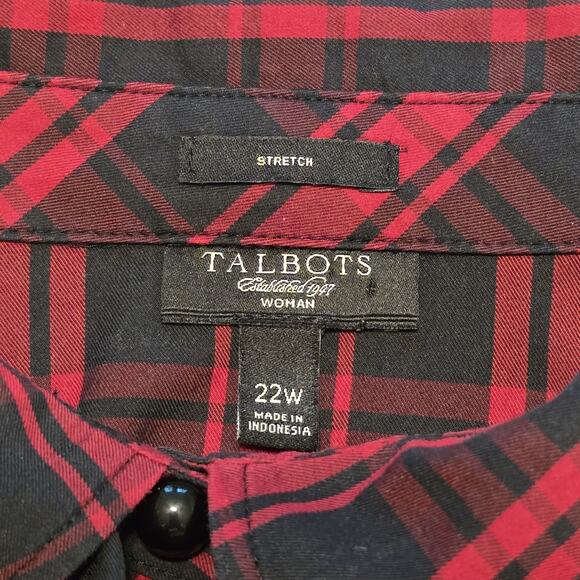 STRETCH
TALBOTS
Established 1947
WOMAN
22W
MADE IN
INDONESIA